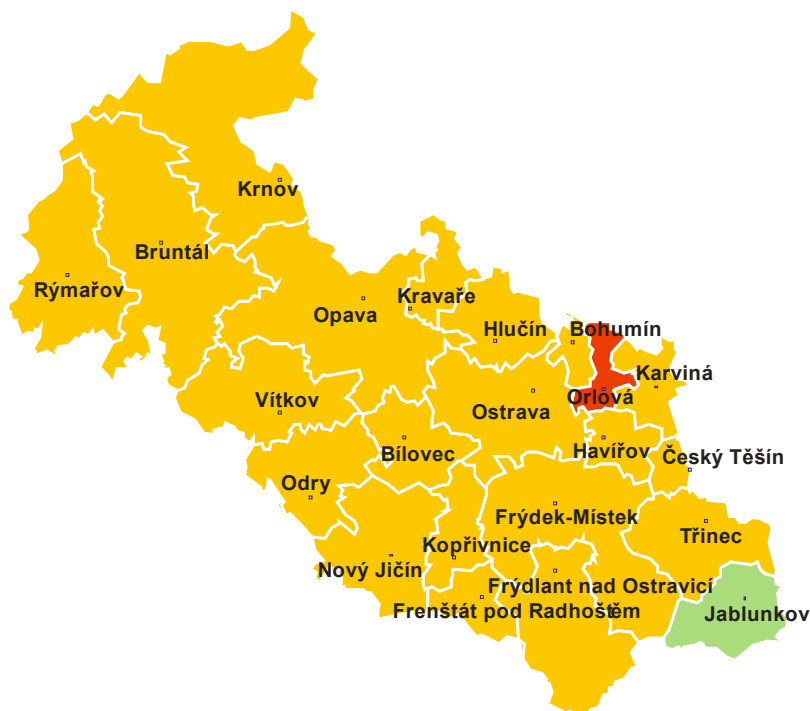 Krnov
Bruntál
Rýmařov
Kravaře
Opava
Hlučín
Bohumín
Karviná
Orlová
Vítkov
Ostrava
Bílovec
Havířov
Český Těšín
Odry
Frýdek-Místek
Třinec
Kopřivnice
Nový Jičín
Frýdlant nad Ostravicí
Frenštát pod Radhoštěm
Jablunkov